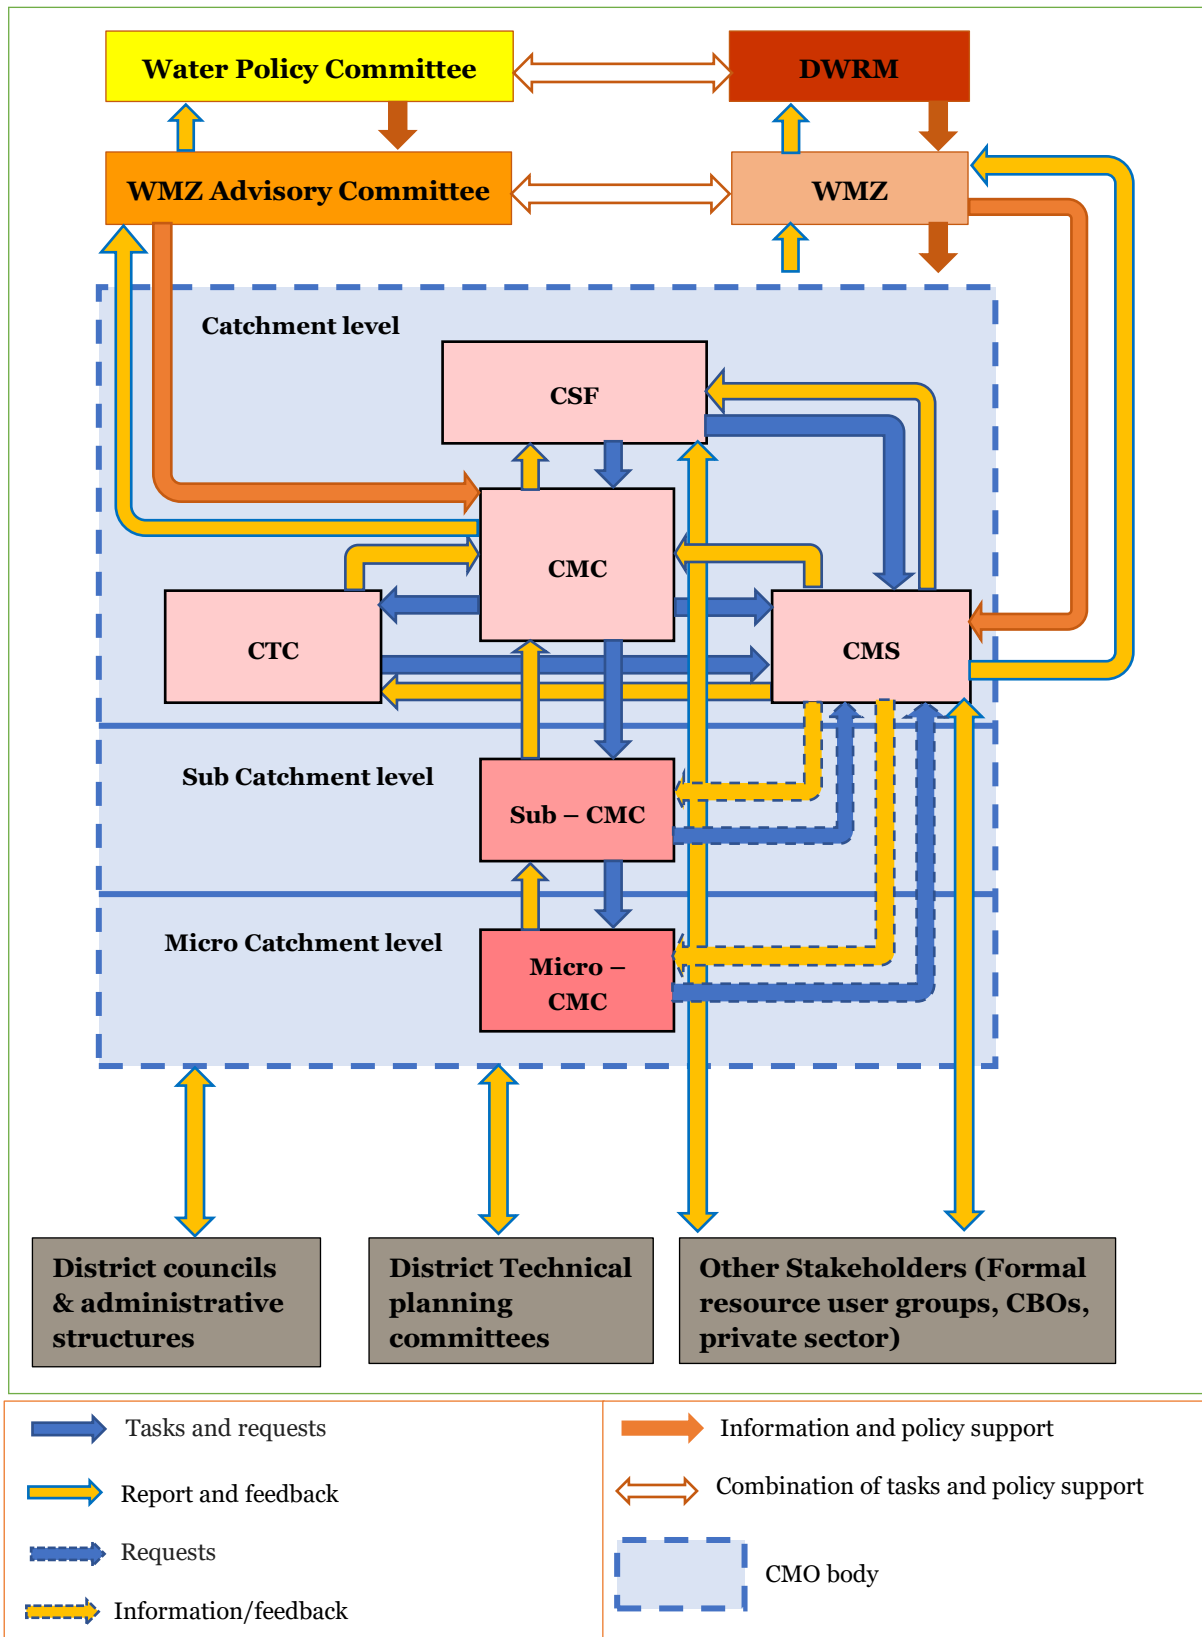 Water Policy Committee
DWRM
WMZ Advisory Committee
WMZ
Catchment level
CSF
CMC
CTC
CMS
Sub Catchment level
Sub – CMC
Micro Catchment level
Micro –
CMC
District councils
& administrative
structures
District Technical
planning
committees
Other Stakeholders (Formal
resource user groups, CBOs,
private sector)
Tasks and requests
Report and feedback
Requests
Information/feedback
Information and policy support
Combination of tasks and policy support
CMO body